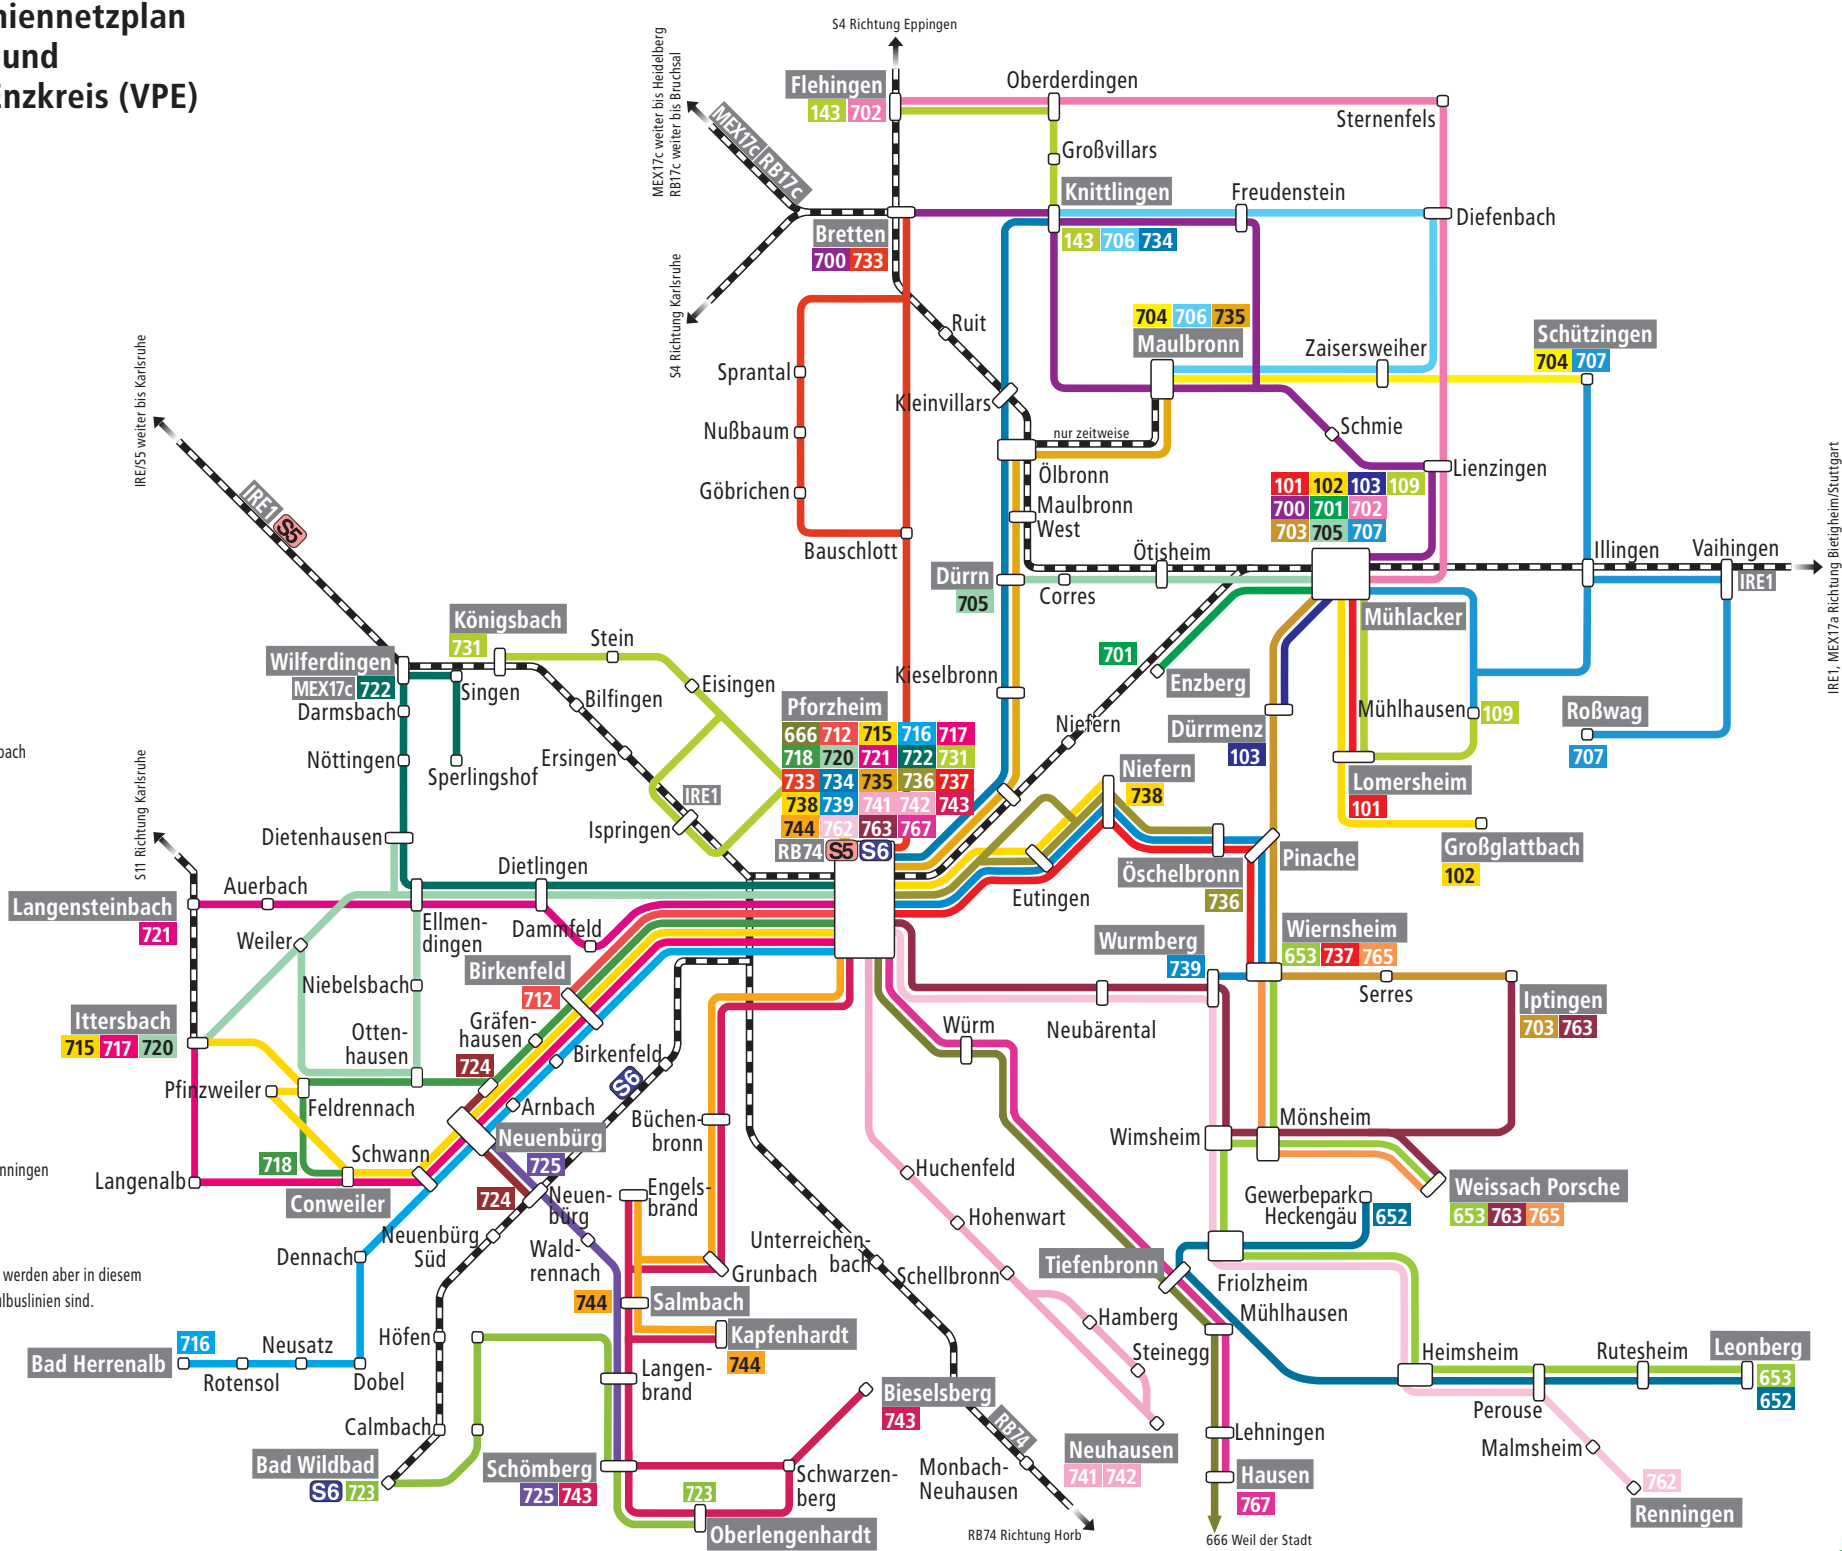 niennetzplan
und
Enzkreis (VPE)
S4 Richtung Eppingen
MEX17c weiter bis Heidelberg
RB17c weiter bis Bruchsal
Flehingen
143 702
Oberderdingen
Sternenfels
MEX17c RB17c
Großvillars
Knittlingen
143 706 734
Freudenstein
Diefenbach
Bretten
700 733
S4 Richtung Karlsruhe
Ruit
704 706 735
Maulbronn
Zaisersweiher
Schützingen
704 707
Sprantal
Kleinvillars
Nußbaum
nur zeitweise
Schmie
Göbrichen
Ölbronn
Lienzingen
Maulbronn
West
101 102 103 109
700 701 702
703 705 707
Bauschlott
Ötisheim
Illingen
Vaihingen
IRE1
IRE1, MEX17a Richtung Bietigheim/Stuttgart
Dürrn
705
Corres
Mühlacker
IRE/S5 weiter bis Karlsruhe
IRE1 S5
Königsbach
731
Stein
Wilferdingen
MEX17c 722
Singen
Eisingen
Kieselbronn
701
Enzberg
Darmsbach
Bilfingen
Pforzheim
666 712 715 716 717
718 720 721 722 731
733 734 735 736 737
738 739 741 742 743
744 762 763 767
RB74 S5 S6
Niefern
Dürrmenz
103
Mühlhausen
109
Roßwag
707
bach
Nöttingen
Sperlingshof
Ersingen
IRE1
Niefern
738
Lomersheim
101
S11 Richtung Karlsruhe
Dietenhausen
Ispringen
Großglattbach
102
Pinache
Auerbach
Dietlingen
Öschelbronn
736
Eutingen
Langensteinbach
721
Ellmen-
dingen
Dammfeld
Weiler
Wiernsheim
653 737 765
Wurmberg
739
Birkenfeld
712
Niebelsbach
Serres
Iptingen
703 763
Ittersbach
715 717 720
Otten-
hausen
Gräfen-
hausen
Würm
Neubärental
724
Birkenfeld
S6
Pfinzweiler
Feldrennach
Arnbach
Büchen-
bronn
Neuenbürg
725
Wimsheim
Mönsheim
nningen
718
Schwann
Langenalb
Conweiler
724
Neuen-
bürg
Engels-
brand
Huchenfeld
Weissach Porsche
653 763 765
Gewerbepark
Heckengäu
652
Hohenwart
Neuenbürg
Süd
Dennach
Wald-
rennach
Unterreichen-
bach
Grunbach
Schellbronn
Tiefenbronn
Friolzheim
werden aber in diesem
ulbuslinien sind.
744
Salmbach
Hamberg
Mühlhausen
716
Neusatz
Höfen
Kapfenhardt
744
Steinegg
Bad Herrenalb
Rotensol
Dobel
Heimsheim
Rutesheim
Leonberg
653
652
Langen-
brand
Bieselsberg
743
Perouse
Calmbach
RB74
Neuhausen
741 742
Lehningen
Malmsheim
Bad Wildbad
S6 723
Schömberg
725 743
Schwarzen-
berg
Monbach-
Neuhausen
Hausen
767
762
Renningen
723
Oberlengenhardt
RB74 Richtung Horb
666 Weil der Stadt